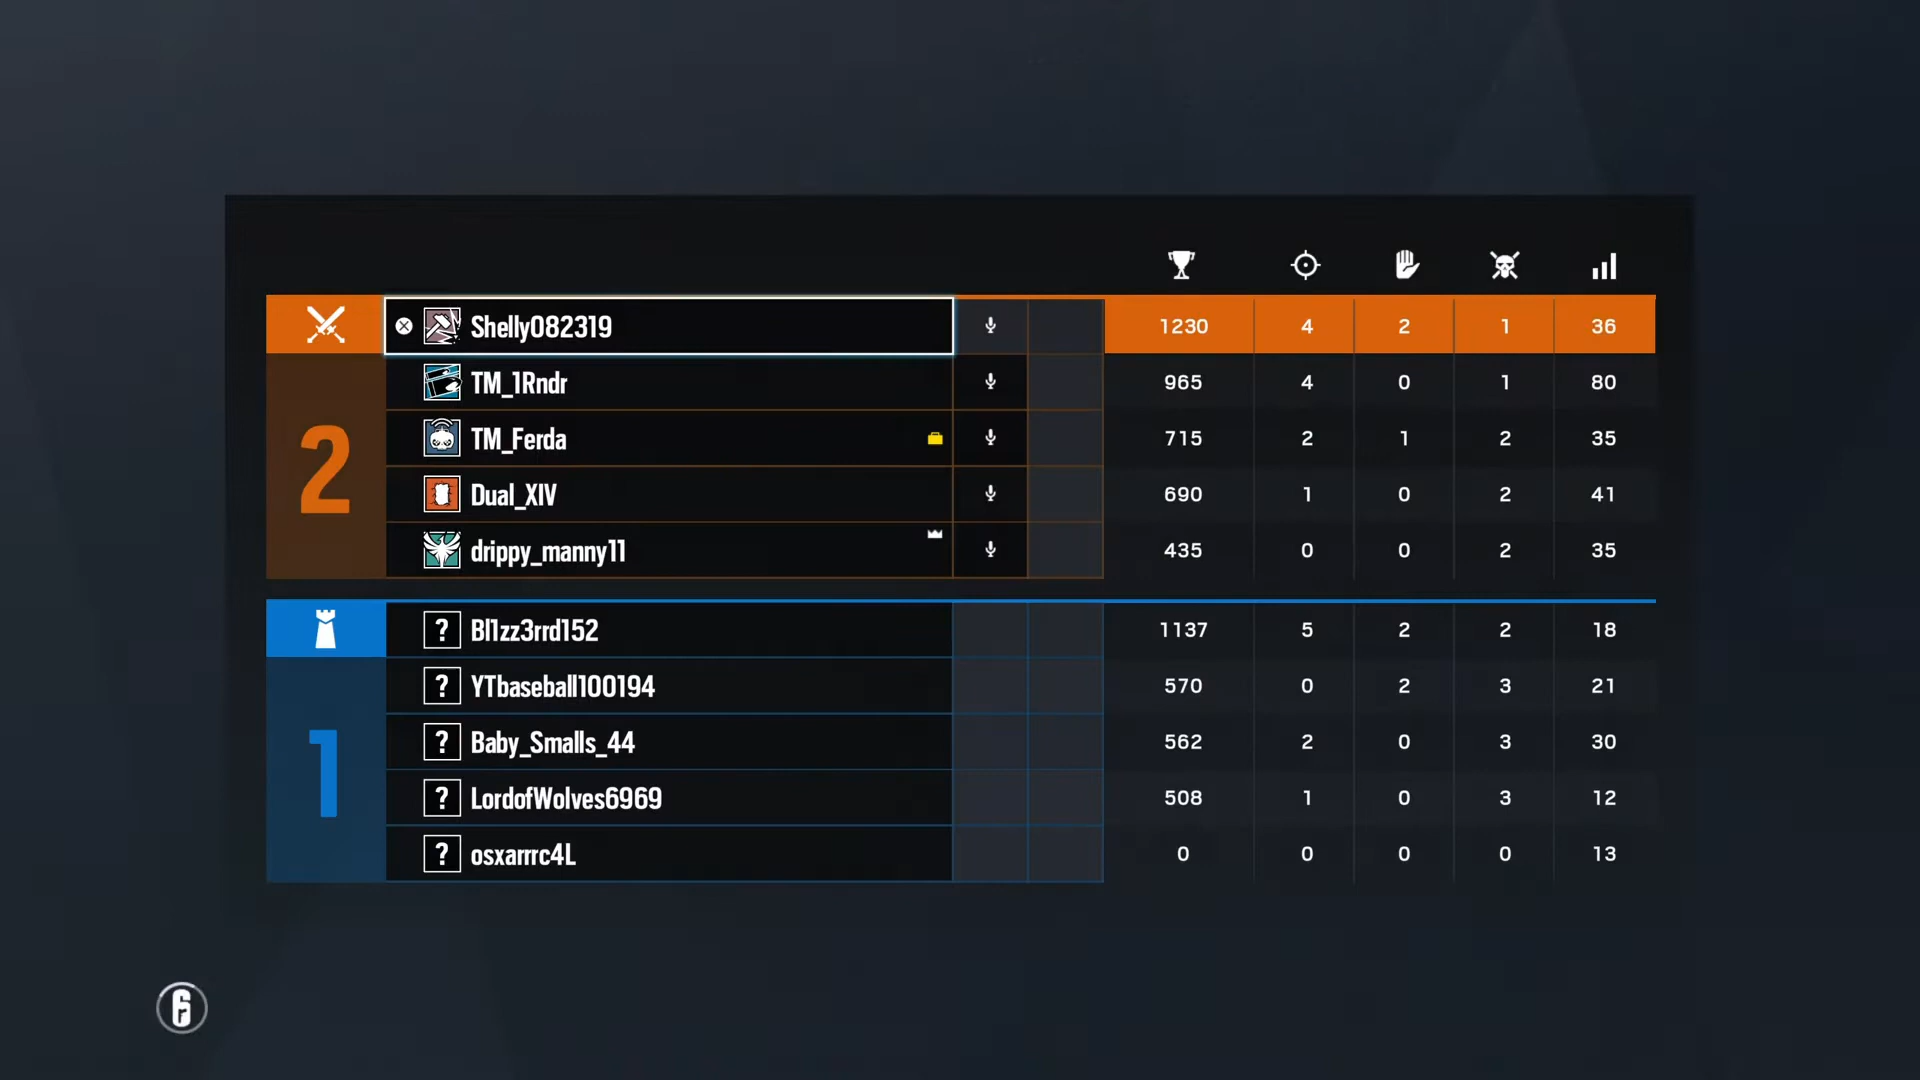 Shelly082319 1230 4 2 1 36
TM_1Rndr 965 4 0 1 80
2
TM_Ferda 715 2 1 2 35
Dual_XIV 690 1 0 2 41
drippy_manny11 435 0 0 2 35
? Bl1zz3rrd152 1137 5 2 2 18
? YTbaseball100194 570 0 2 3 21
1
? Baby_Smalls_44 562 2 0 3 30
? LordofWolves6969 508 1 0 3 12
? osxarrrc4L 0 0 0 0 13
6